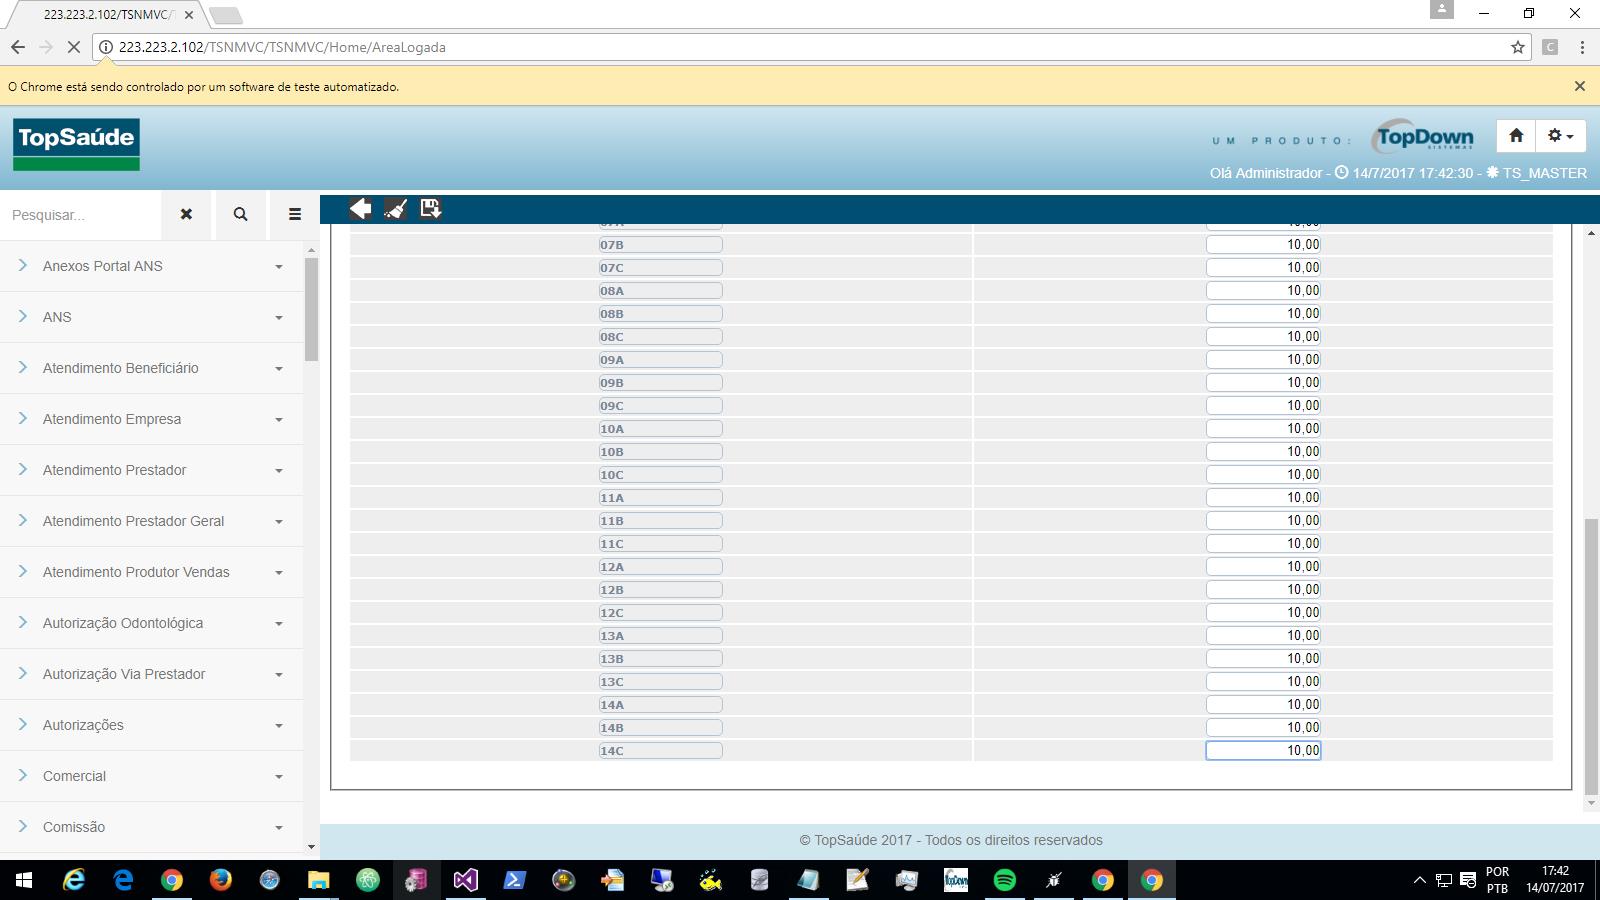 223.223.2.102/TSNMVC/
223.223.2.102/TSNMVC/TSNMVC/Home/AreaLogada
C
O Chrome está sendo controlado por um software de teste automatizado.
TopSaúde
UM PRODUTO:
TopDown
SISTEMAS
Olá Administrador - 14/7/2017 17:42:30 - TS_MASTER
Pesquisar...
Anexos Portal ANS
ANS
Atendimento Beneficiário
Atendimento Empresa
Atendimento Prestador
Atendimento Prestador Geral
Atendimento Produtor Vendas
Autorização Odontológica
Autorização Via Prestador
Autorizações
Comercial
Comissão
07B 10,00
07C 10,00
08A 10,00
08B 10,00
08C 10,00
09A 10,00
09B 10,00
09C 10,00
10A 10,00
10B 10,00
10C 10,00
11A 10,00
11B 10,00
11C 10,00
12A 10,00
12B 10,00
12C 10,00
13A 10,00
13B 10,00
13C 10,00
14A 10,00
14B 10,00
14C 10,00
© TopSaúde 2017 - Todos os direitos reservados
TopDown
POR
PTB
17:42
14/07/2017